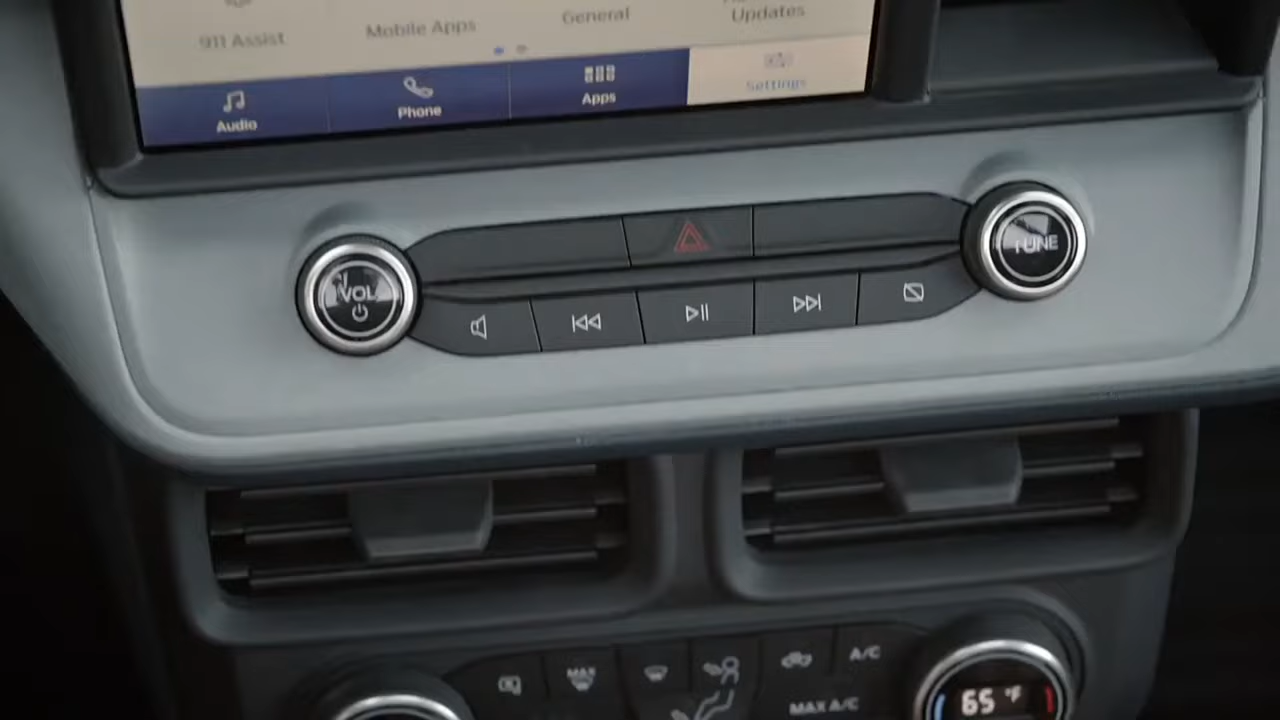 911 Assist
Mobile Apps
General
Updates
Audio
Phone
Apps
Settings
VOL
TUNE
MAX
A/C
MAX A/C
65 °F